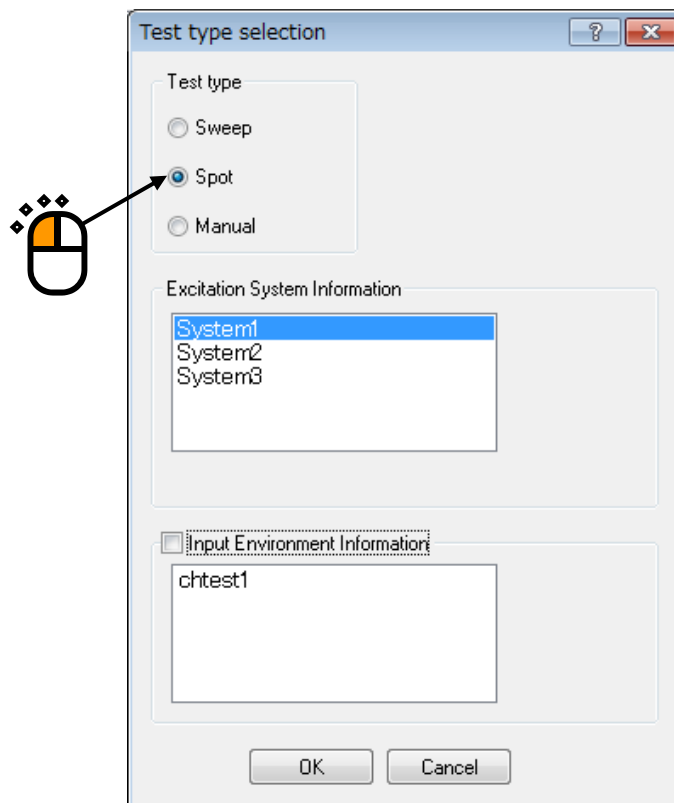 Test type selection
Test type
Sweep
Spot
Manual
Excitation System Information
System1
System2
System3
Input Environment Information
chtest1
OK Cancel